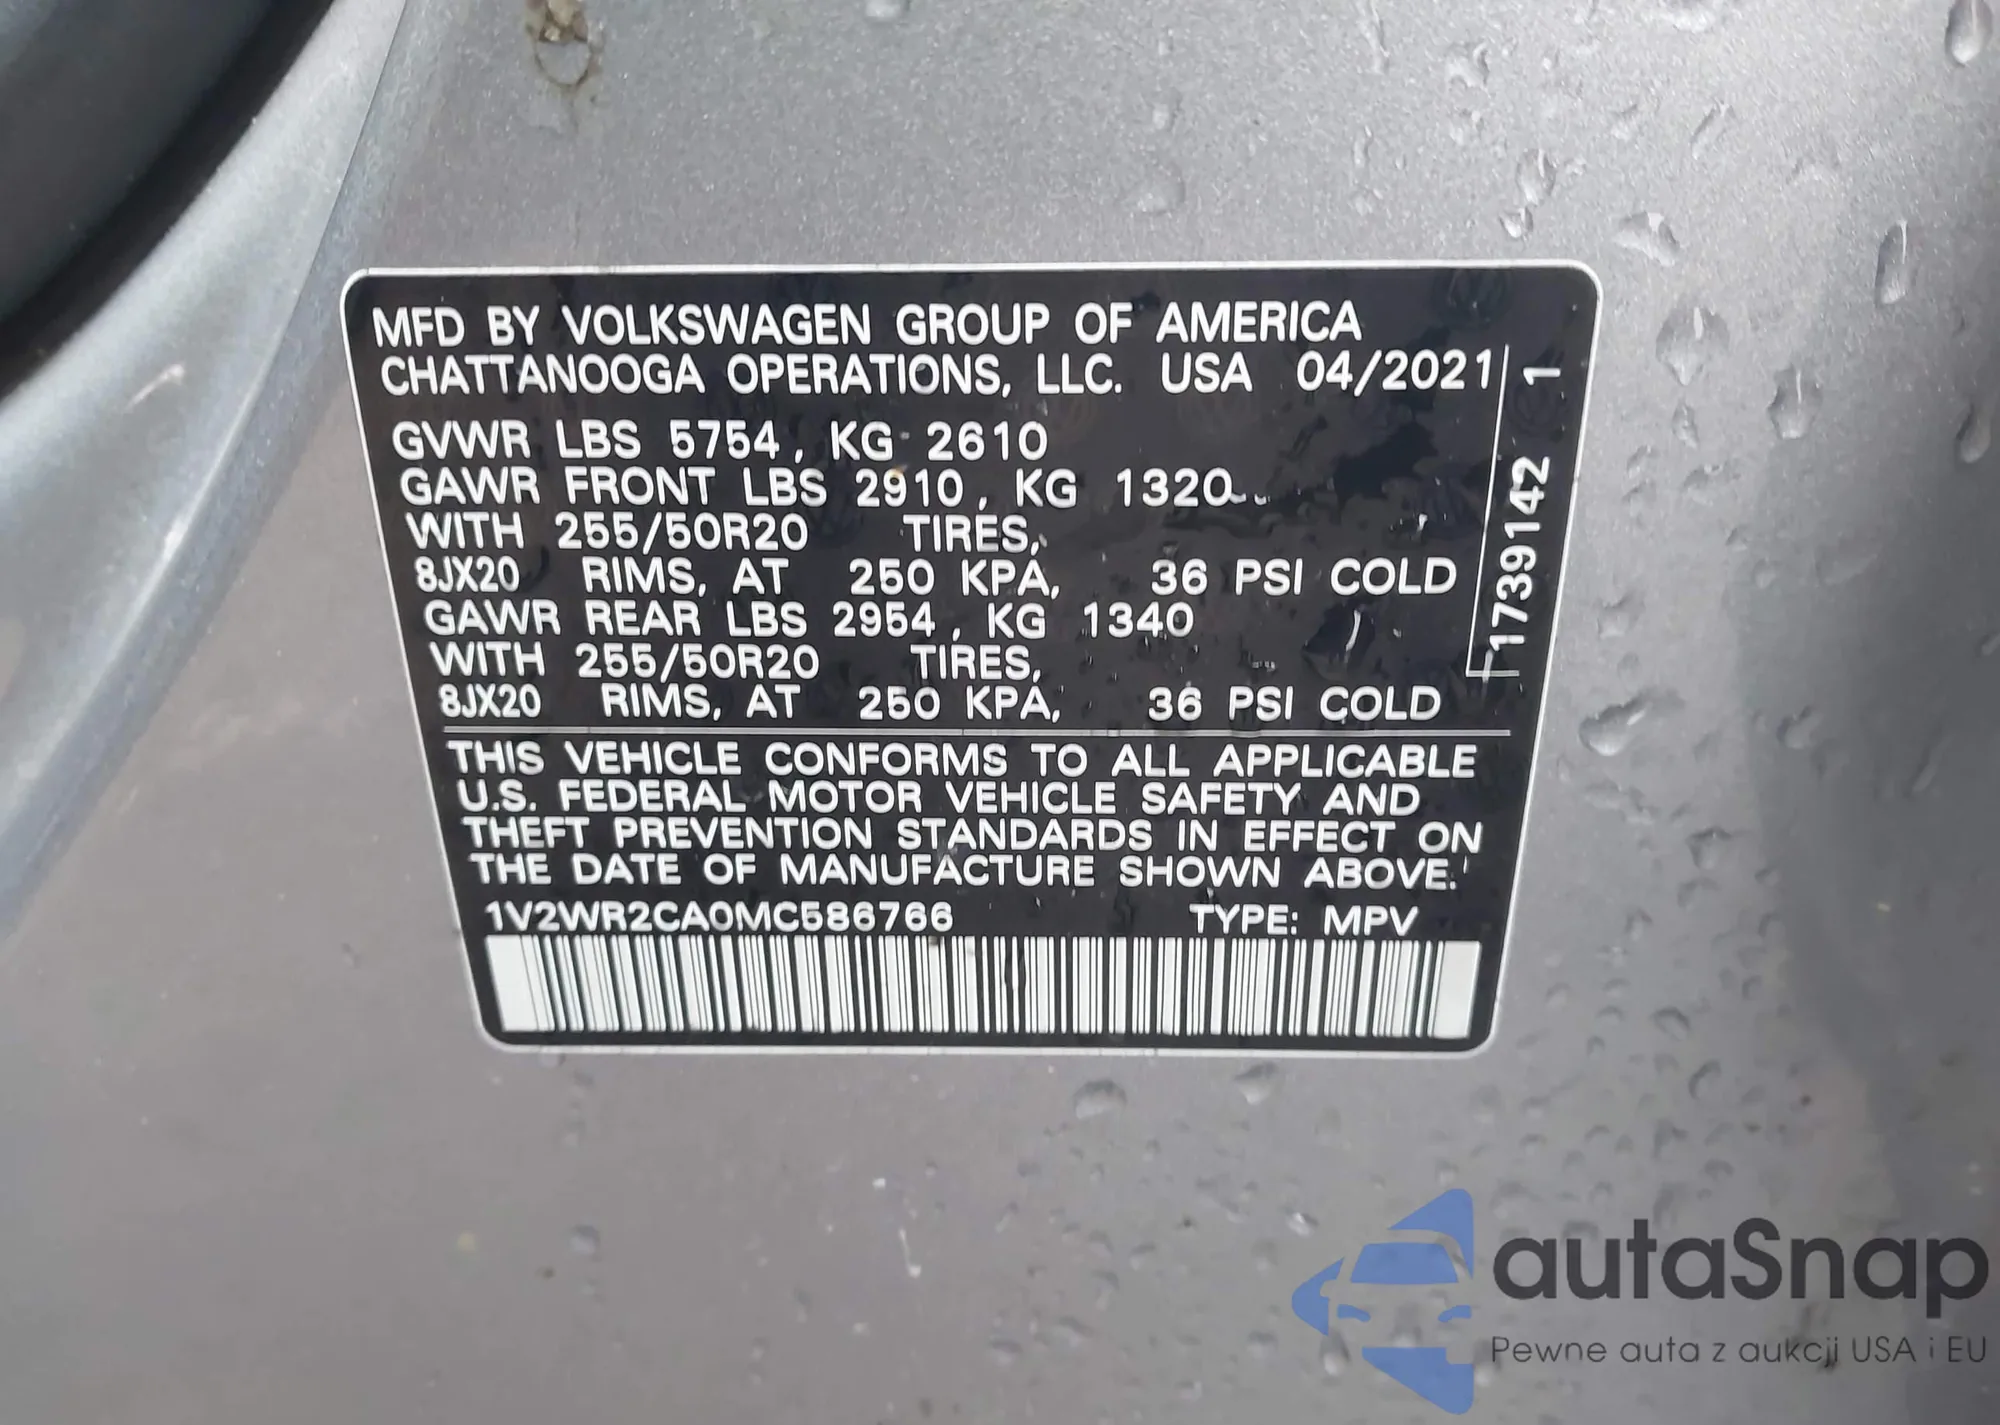 MFD BY VOLKSWAGEN GROUP OF AMERICA
CHATTANOOGA OPERATIONS, LLC. USA 04/2021
GVWR LBS 5754, KG 2610
GAWR FRONT LBS 2910, KG 1320
WITH 255/50R20 TIRES,
8JX20 RIMS, AT 250 KPA, 36 PSI COLD
GAWR REAR LBS 2954, KG 1340
WITH 255/50R20 TIRES,
8JX20 RIMS, AT 250 KPA, 36 PSI COLD
THIS VEHICLE CONFORMS TO ALL APPLICABLE
U.S. FEDERAL MOTOR VEHICLE SAFETY AND
THEFT PREVENTION STANDARDS IN EFFECT ON
THE DATE OF MANUFACTURE SHOWN ABOVE.
1V2WR2CA0MC586766 TYPE: MPV
17391142 1
autaSnap
Pewne auta z aukcji USA i EU